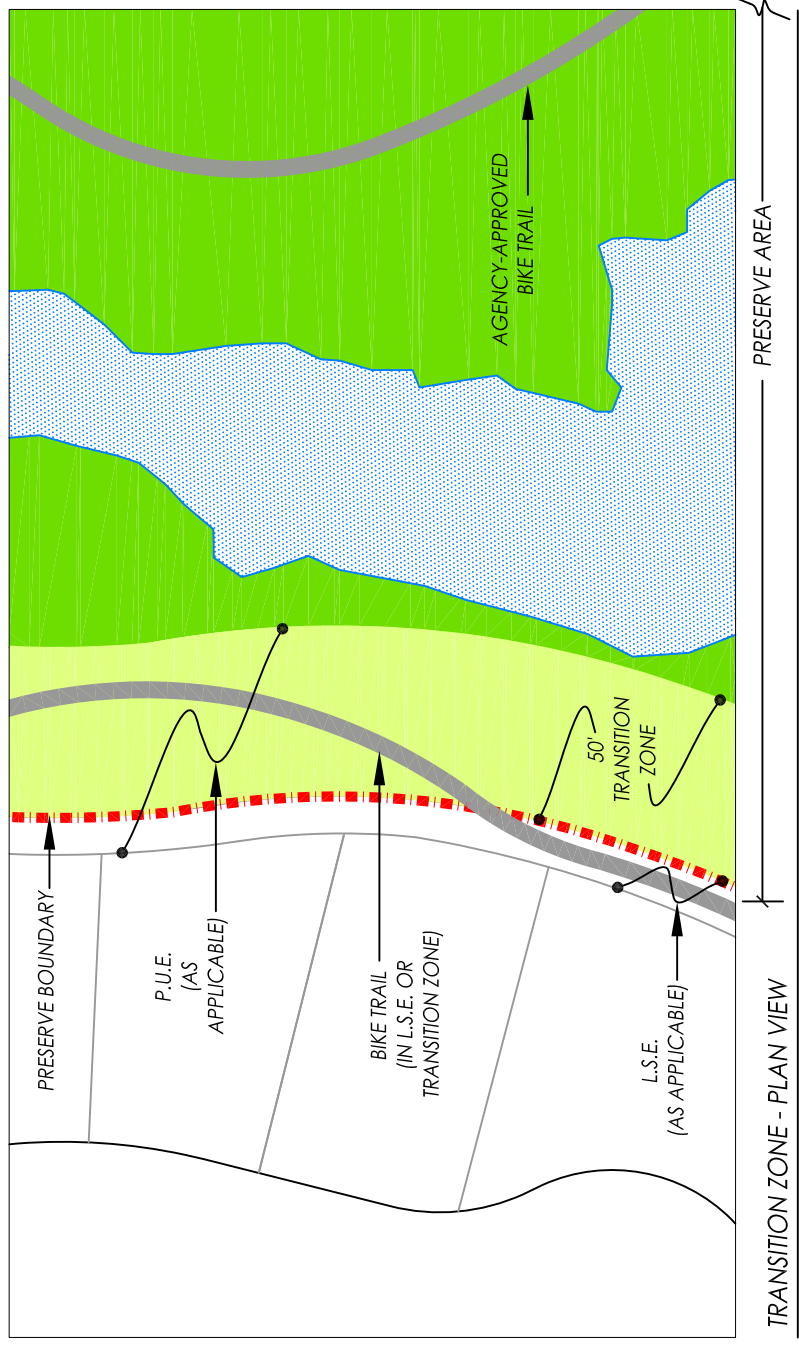 PRESERVE BOUNDARY
P.U.E.
(AS
APPLICABLE)
BIKE TRAIL
(IN L.S.E. OR
TRANSITION ZONE)
L.S.E.
(AS APPLICABLE)
50'
TRANSITION
ZONE
AGENCY-APPROVED
BIKE TRAIL
PRESERVE AREA
TRANSITION ZONE - PLAN VIEW